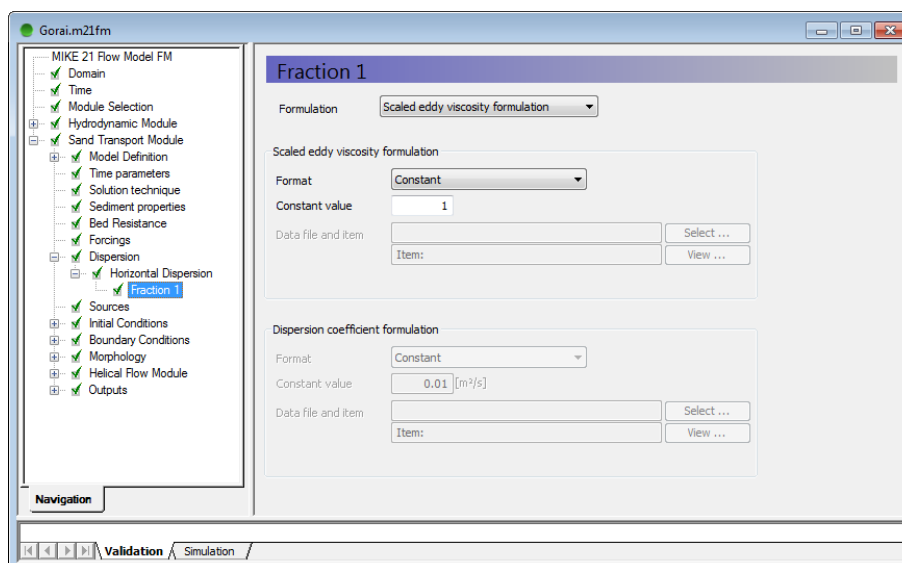 Gorai.m21fm
MIKE 21 Flow Model FM
Domain
Time
Module Selection
Hydrodynamic Module
Sand Transport Module
Model Definition
Time parameters
Solution technique
Sediment properties
Bed Resistance
Forcings
Dispersion
Horizontal Dispersion
Fraction 1
Sources
Initial Conditions
Boundary Conditions
Morphology
Helical Flow Module
Outputs
Navigation
Fraction 1
Formulation Scaled eddy viscosity formulation
Scaled eddy viscosity formulation
Format Constant
Constant value 1
Data file and item Select ...
Item: View ...
Dispersion coefficient formulation
Format Constant
Constant value 0.01 [m²/s]
Data file and item Select ...
Item: View ...
Validation Simulation